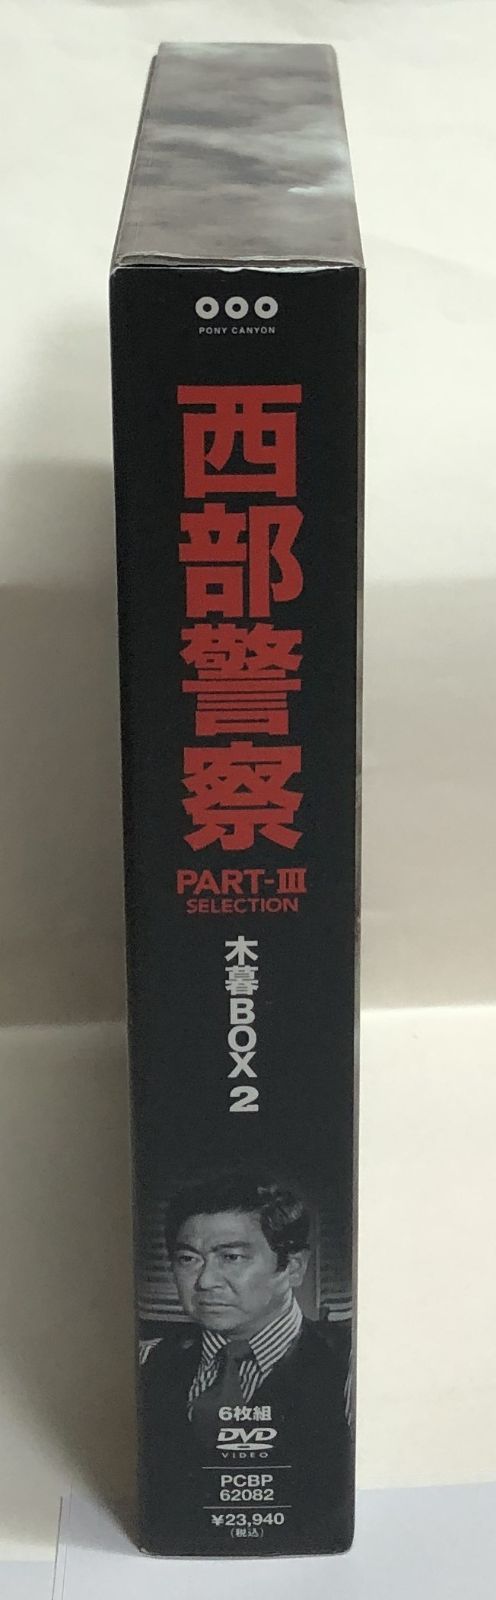 PONY CANYON
西部警察
PART-III
SELECTION
木暮BOX 2
6枚組
DVD
VIDEO
PCBP
62082
¥23,940
(税込)